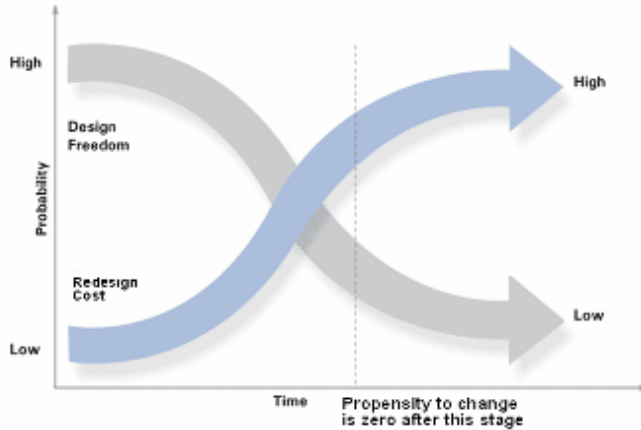 High
High
Design
Freedom
Probability
Redesign
Cost
Low
Low
Time
Propensity to change
is zero after this stage